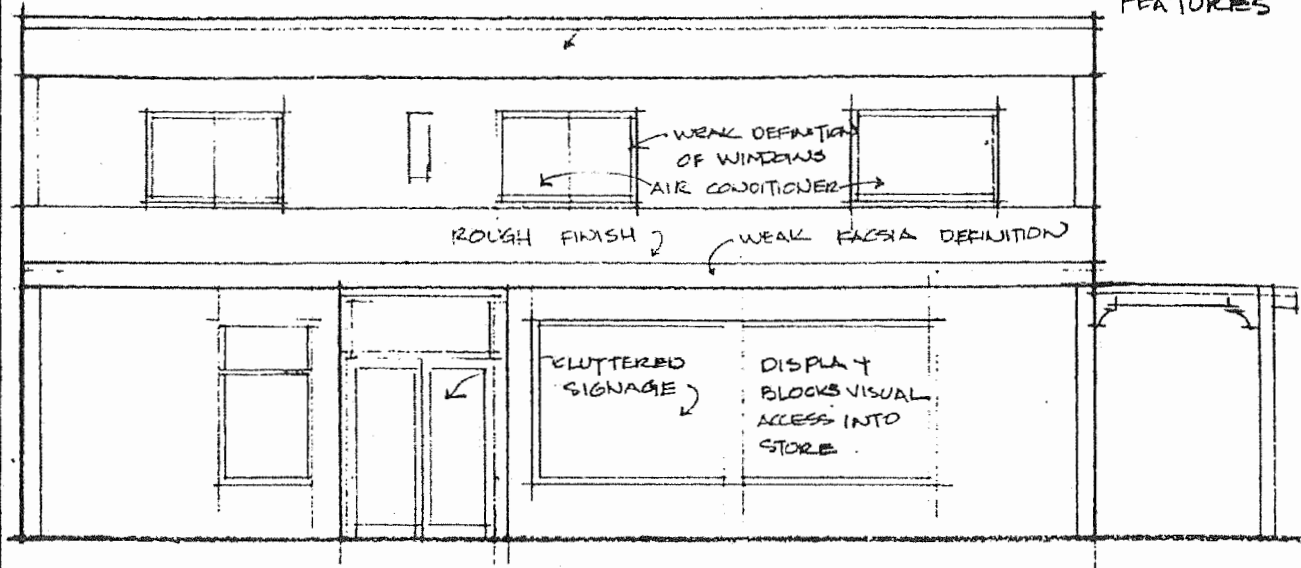 FEATURES
WEAK DEFINITION
OF WINDOWS
AIR CONDITIONER
ROUGH FINISH
WEAK FACSIA DEFINITION
CLUTTERED
SIGNAGE
DISPLAY
BLOCKS VISUAL
ACCESS INTO
STORE